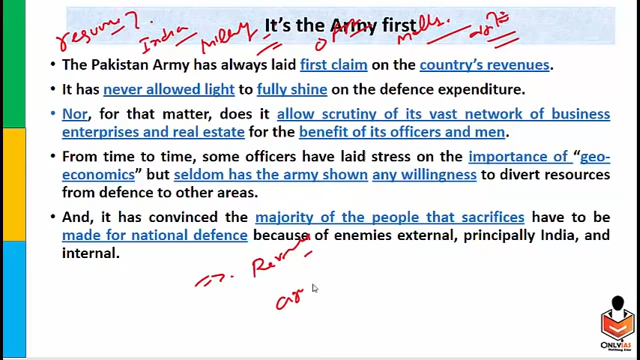 It's the Army first
resume?. India Military malls.
The Pakistan Army has always laid first claim on the country's revenues.
It has never allowed light to fully shine on the defence expenditure.
Nor, for that matter, does it allow scrutiny of its vast network of business
enterprises and real estate for the benefit of its officers and men.
From time to time, some officers have laid stress on the importance of "geo-
economics" but seldom has the army shown any willingness to divert resources
from defence to other areas.
And, it has convinced the majority of the people that sacrifices have to be
made for national defence because of enemies external, principally India, and
internal.
ar
ONLYIAS